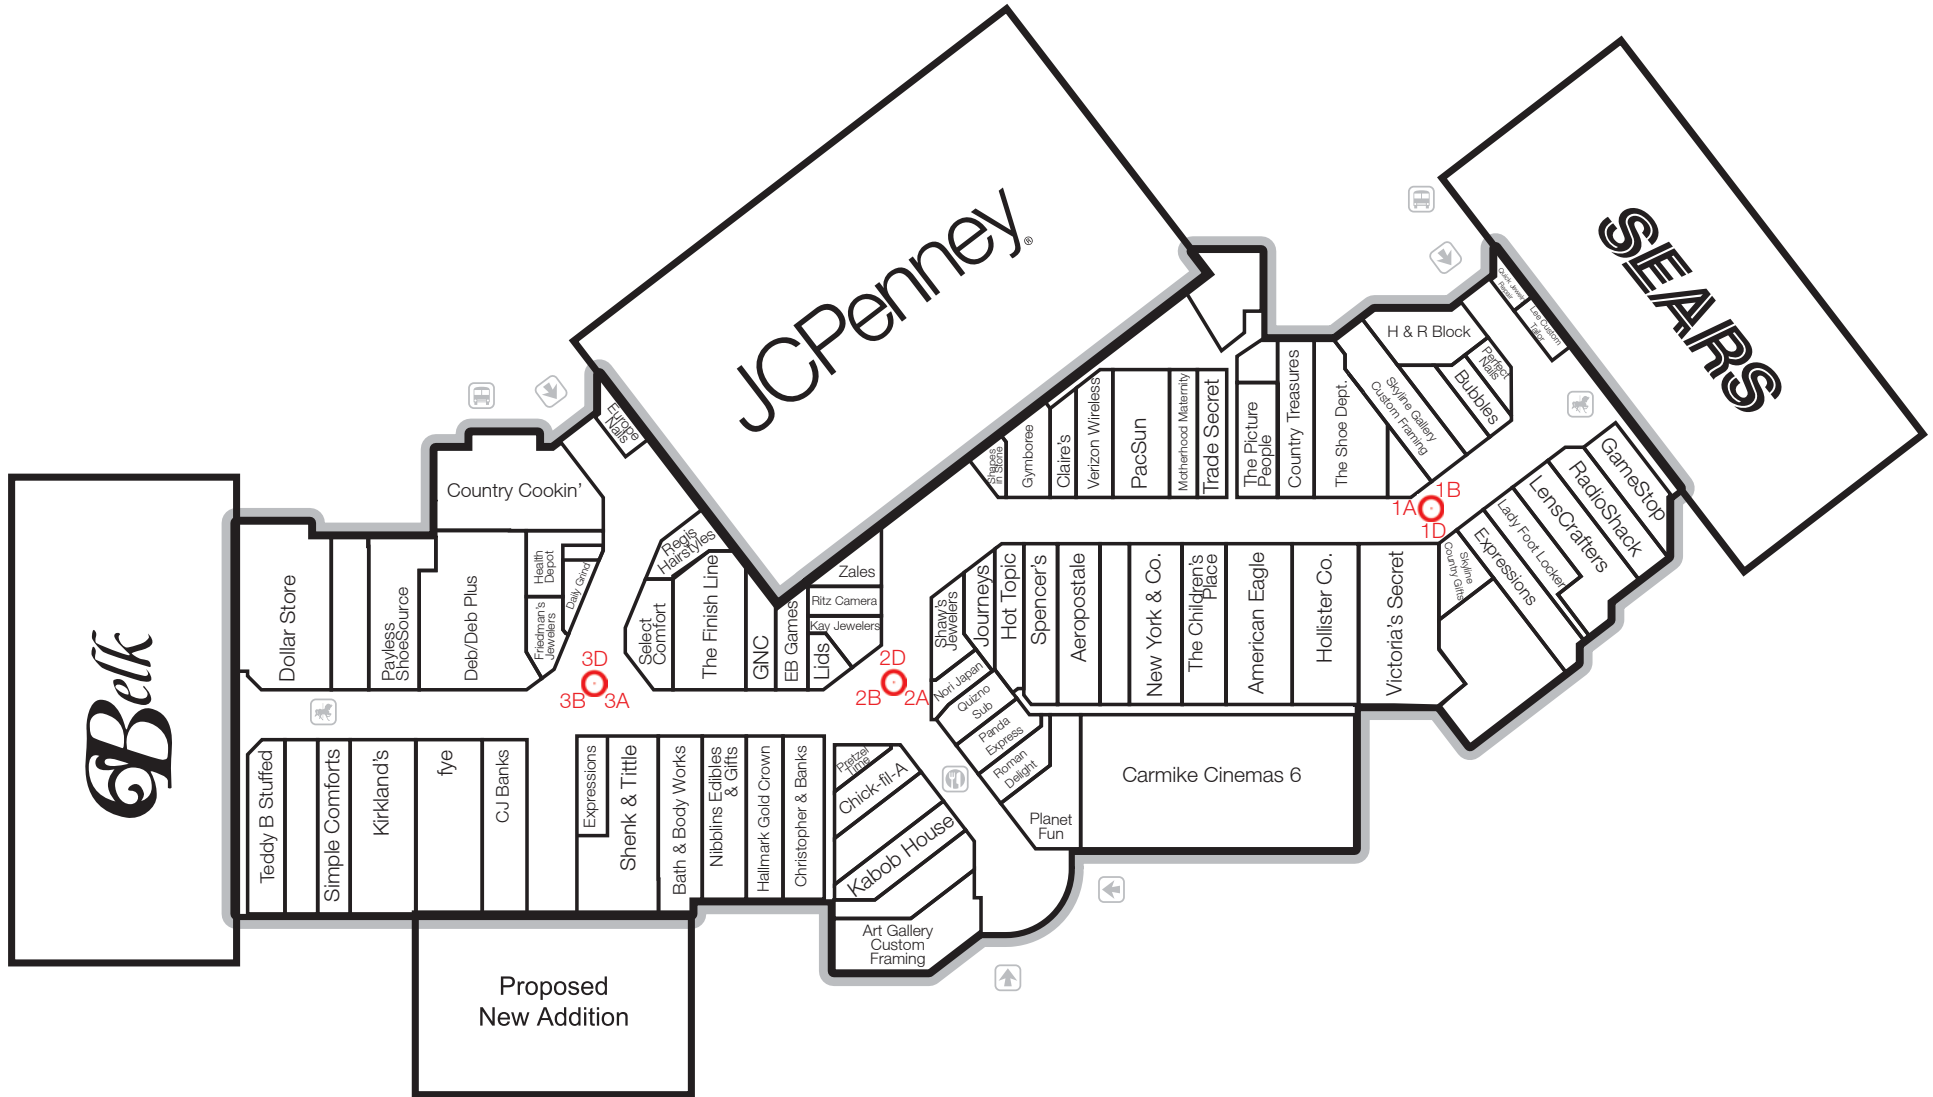 JCPenney®
SEARS
Belk
Europe
Nails
Country Cookin’
Health
Depot
Daily Grind
Friedman’s
Jewelers
Dollar Store
Payless
ShoeSource
Deb/Deb Plus
Regis
Hairstyles
Select
Comfort
The Finish Line
GNC
EB Games
Zales
Ritz Camera
Kay Jewelers
Lids
Shapes
in Stone
Gymboree
Claire’s
Verizon Wireless
PacSun
Motherhood Maternity
Trade Secret
The Picture
People
Country Treasures
The Shoe Dept.
Skyline Gallery
Custom Framing
H & R Block
Bubbles
Perfect
Nails
Quick Jewelry
Repair
Lee Custom
Tailor
1B
1A
1D
GameStop
RadioShack
LensCrafters
Lady Foot Locker
Expressions
Skyline
Country Gifts
Shaw’s
Jewelers
Journeys
Hot Topic
Spencer’s
Aeropostale
New York & Co.
The Children’s
Place
American Eagle
Hollister Co.
Victoria’s Secret
3D
3B
3A
2D
2B
2A
Nori Japan
Quizno
Sub
Panda
Express
Roman
Delight
Planet
Fun
Carmike Cinemas 6
Teddy B Stuffed
Simple Comforts
Kirkland’s
fye
CJ Banks
Expressions
Shenk & Tittle
Bath & Body Works
Nibblins Edibles
& Gifts
Hallmark Gold Crown
Christopher & Banks
Pretzel
Time
Chick-fil-A
Kabob House
Art Gallery
Custom
Framing
Proposed
New Addition